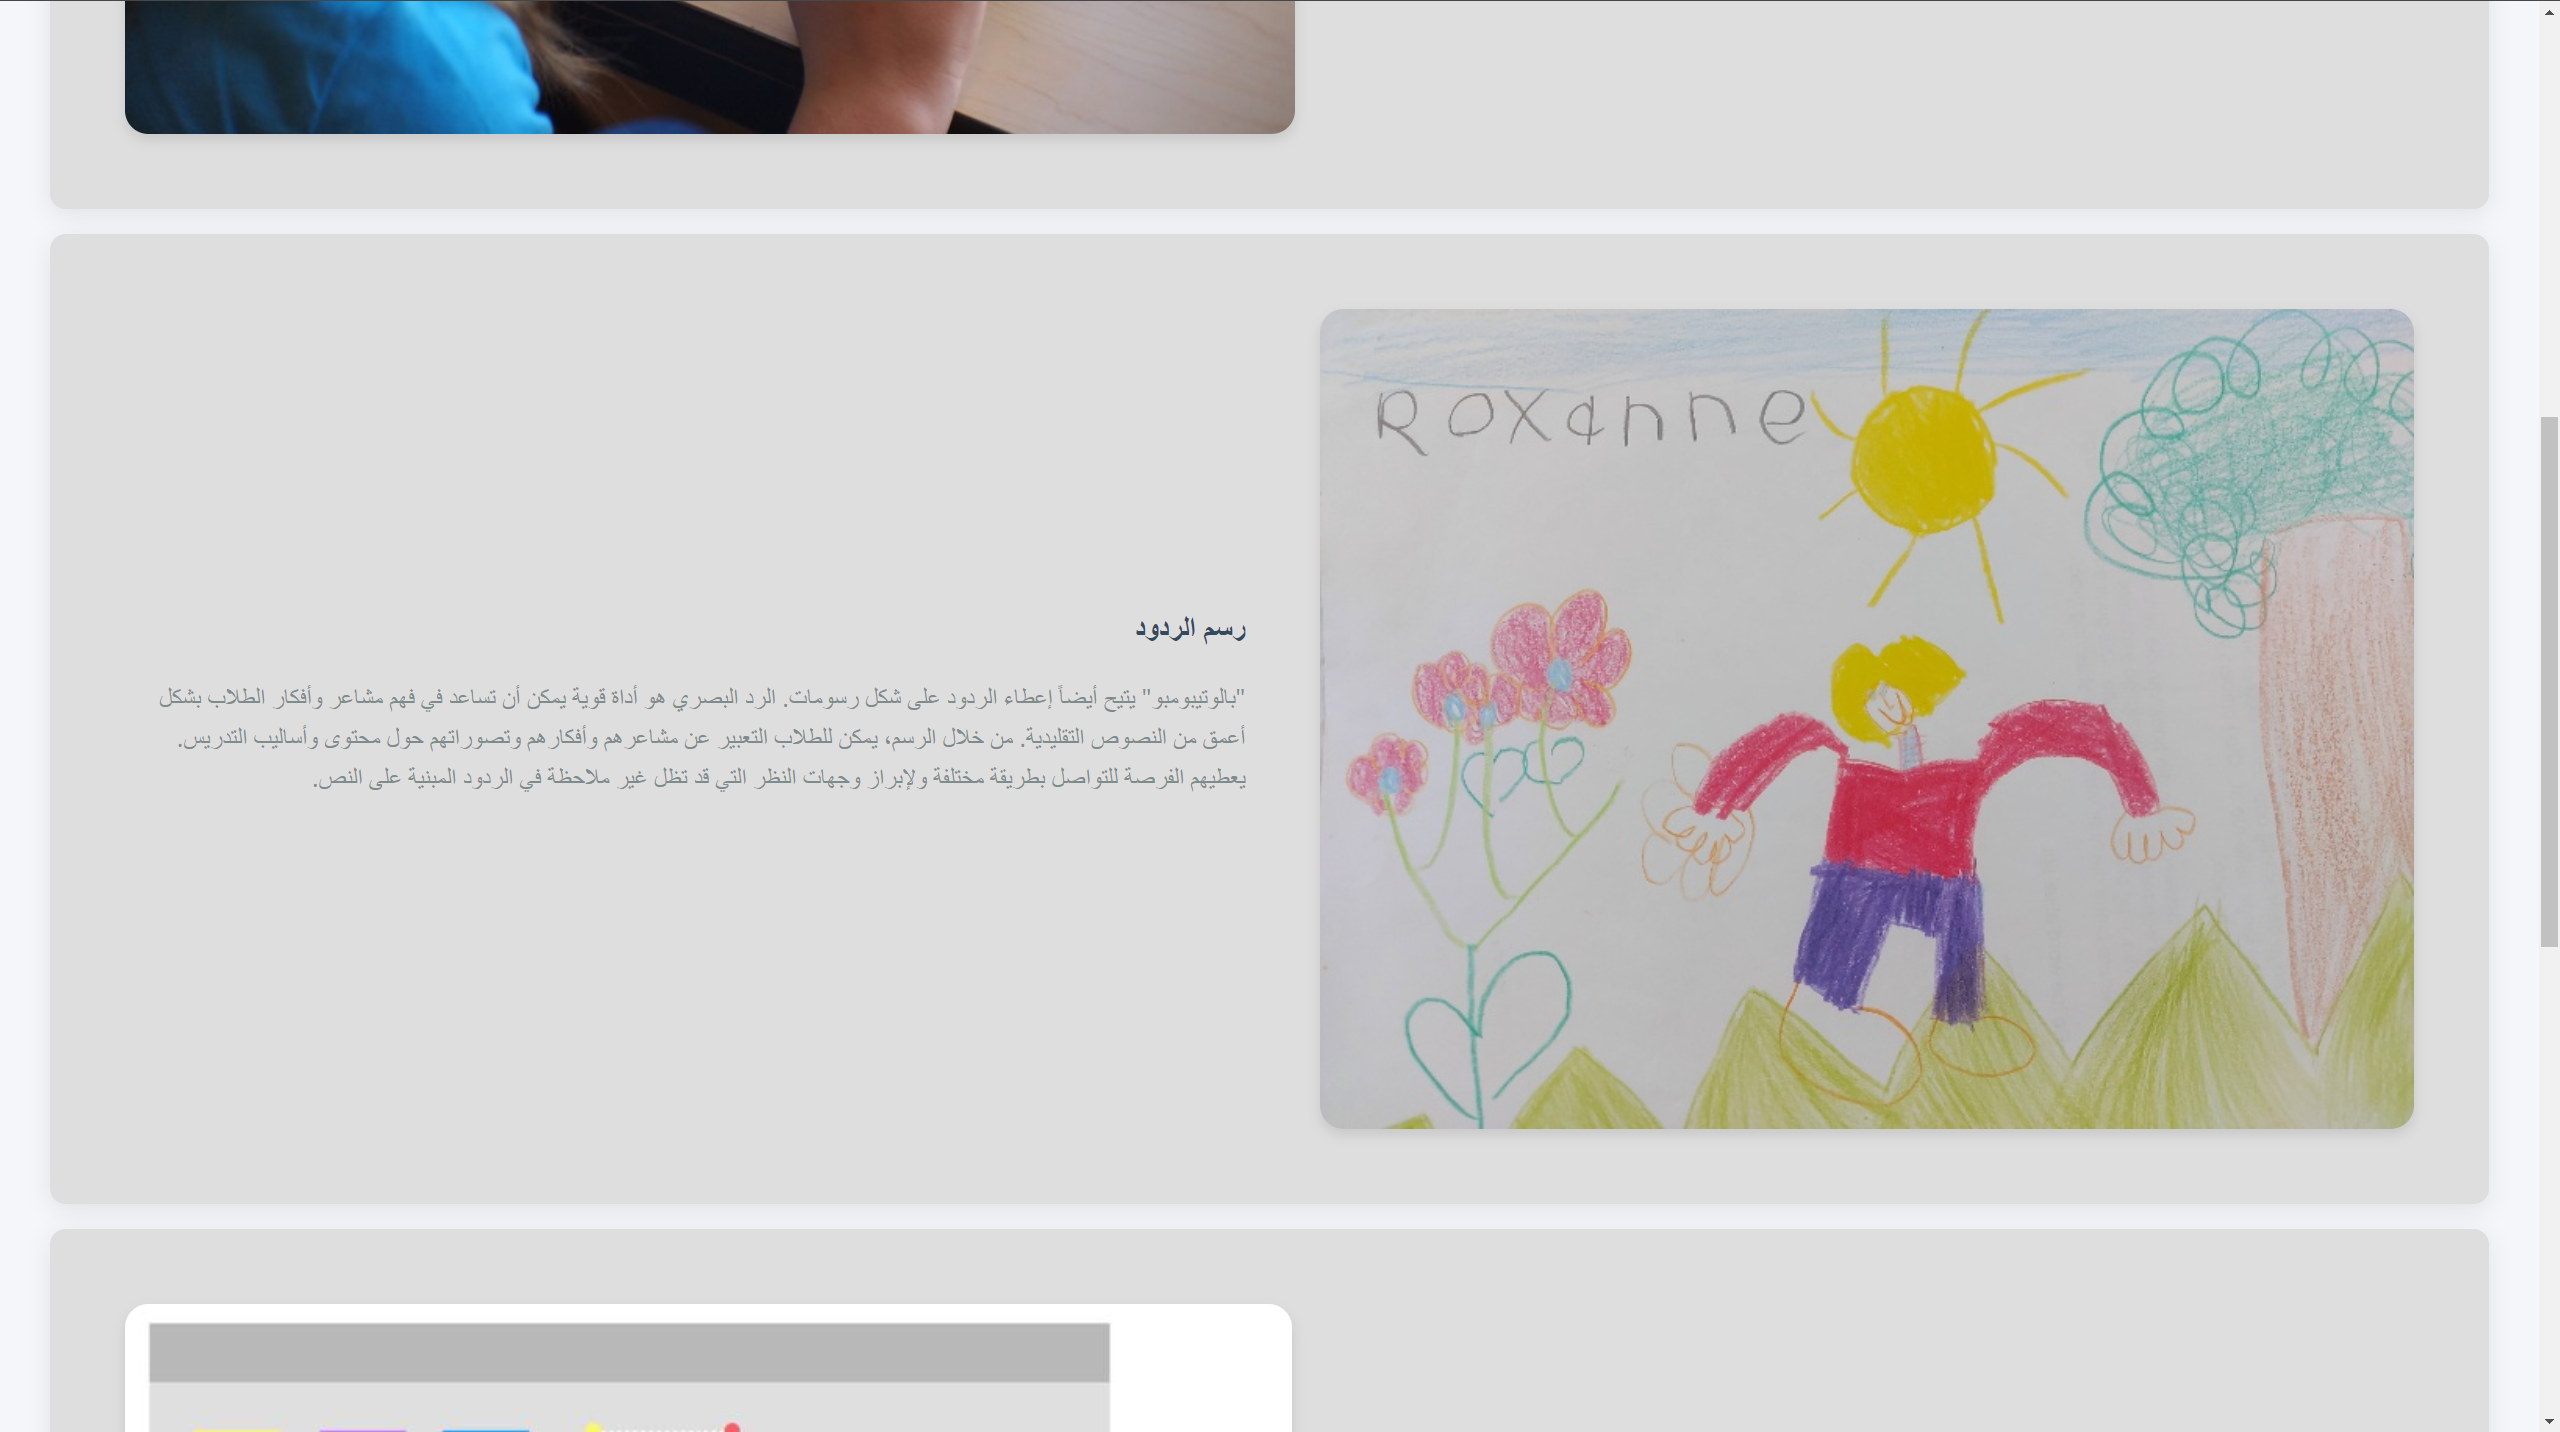 Roxanne
رسم الردود
"بالوتيبومبو" يتيح أيضاً إعطاء الردود على شكل رسومات. الرد البصري هو أداة قوية يمكن أن تساعد في فهم مشاعر وأفكار الطلاب بشكل
أعمق من النصوص التقليدية. من خلال الرسم، يمكن للطلاب التعبير عن مشاعرهم وأفكارهم وتصوراتهم حول محتوى وأساليب التدريس.
يعطيهم الفرصة للتواصل بطريقة مختلفة ولإبراز وجهات النظر التي قد تظل غير ملاحظة في الردود المبنية على النص.